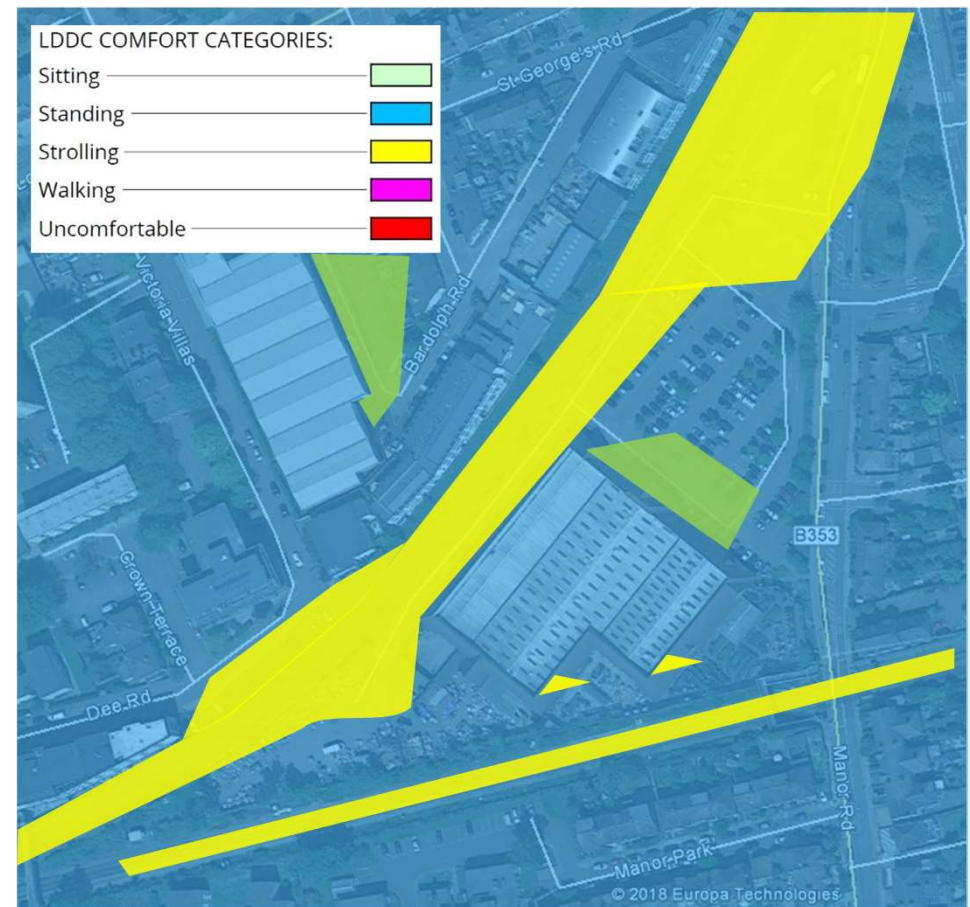 LDDC COMFORT CATEGORIES:
Sitting
Standing
Strolling
Walking
Uncomfortable
St George's Rd
Victoria Villas
Bardolph Rd
B353
Crown Terrace
Dee Rd
Manor Rd
Manor Park
© 2018 Europa Technologies